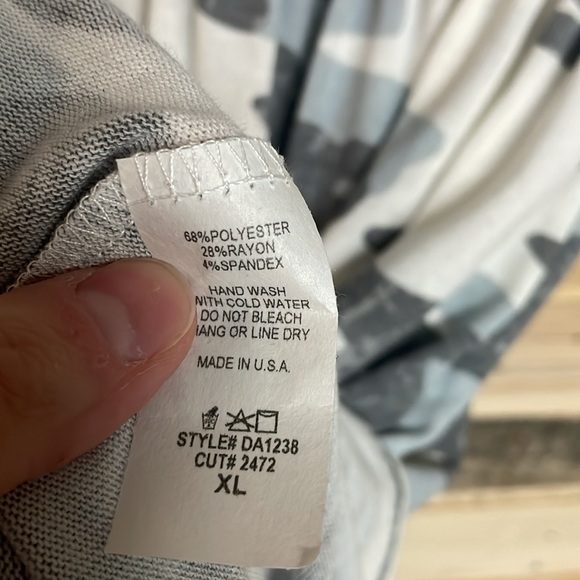 68%POLYESTER
28%RAYON
4%SPANDEX
HAND WASH
WITH COLD WATER
DO NOT BLEACH
HANG OR LINE DRY
MADE IN U.S.A.
STYLE# DA1238
CUT# 2472
XL